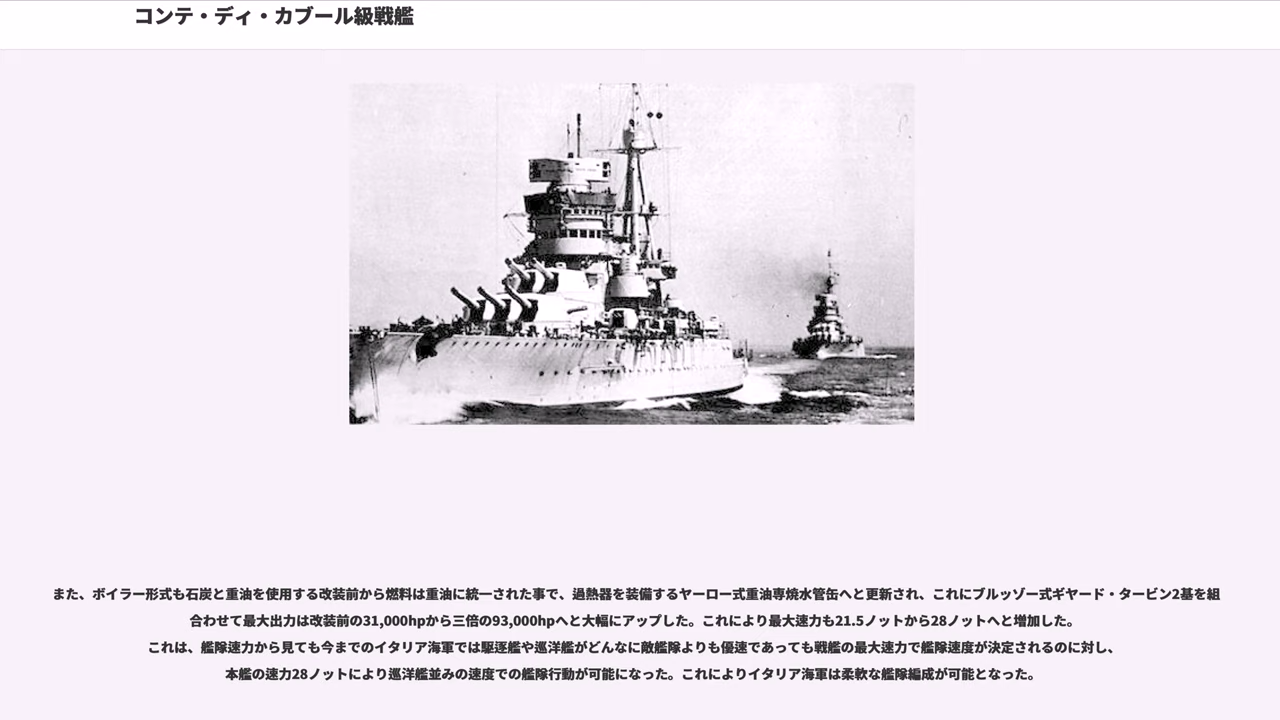 コンテ・ディ・カブール級戦艦
また、ボイラー形式も石炭と重油を使用する改装前から燃料は重油に統一された事で、過熱器を装備するヤーロー式重油専焼水管缶へと更新され、これにブルッゾー式ギヤード・タービン2基を組
合わせて最大出力は改装前の31,000hpから三倍の93,000hpへと大幅にアップした。これにより最大速力も21.5ノットから28ノットへと増加した。
これは、艦隊速力から見ても今までのイタリア海軍では駆逐艦や巡洋艦がどんなに敵艦隊よりも優速であっても戦艦の最大速力で艦隊速度が決定されるのに対し、
本艦の速力28ノットにより巡洋艦並みの速度での艦隊行動が可能になった。これによりイタリア海軍は柔軟な艦隊編成が可能となった。